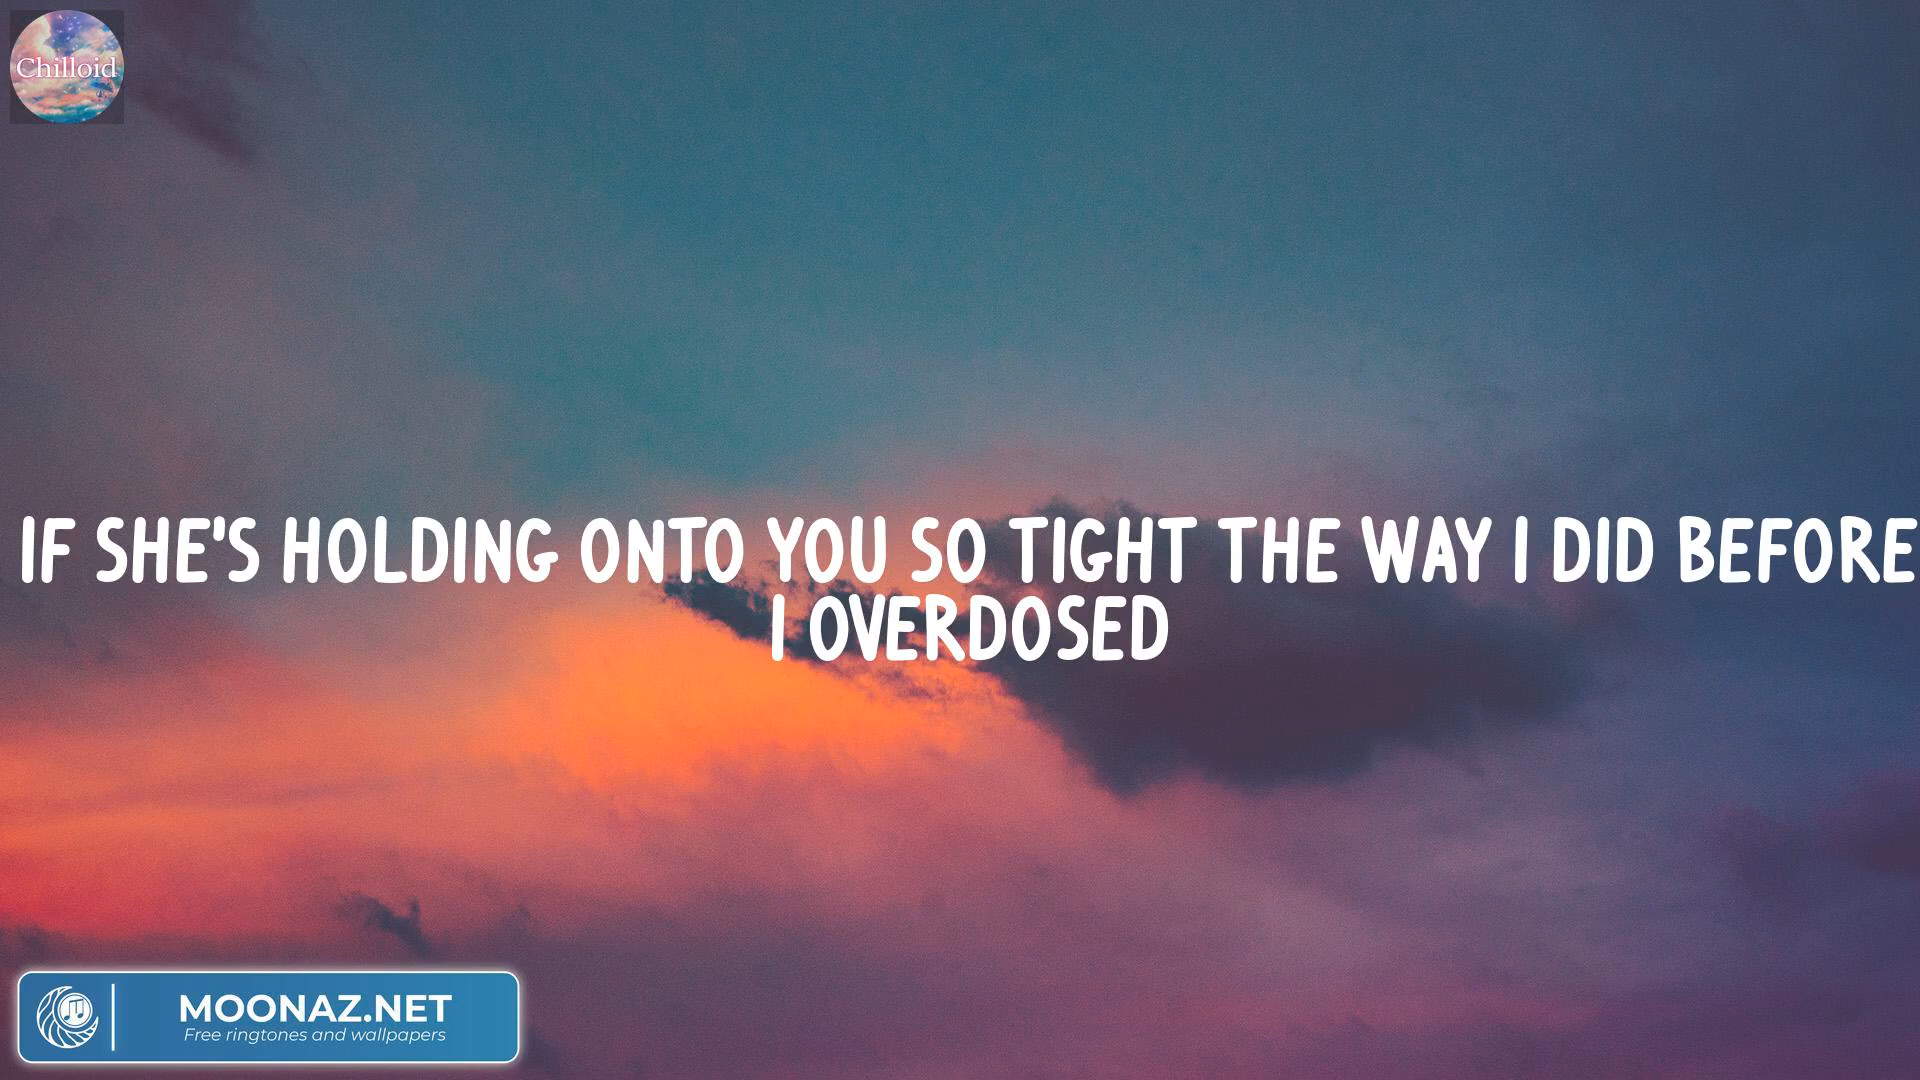 Chilloid
IF SHE'S HOLDING ONTO YOU SO TIGHT THE WAY I DID BEFORE
I OVERDOSED
MOONAZ.NET
Free ringtones and wallpapers